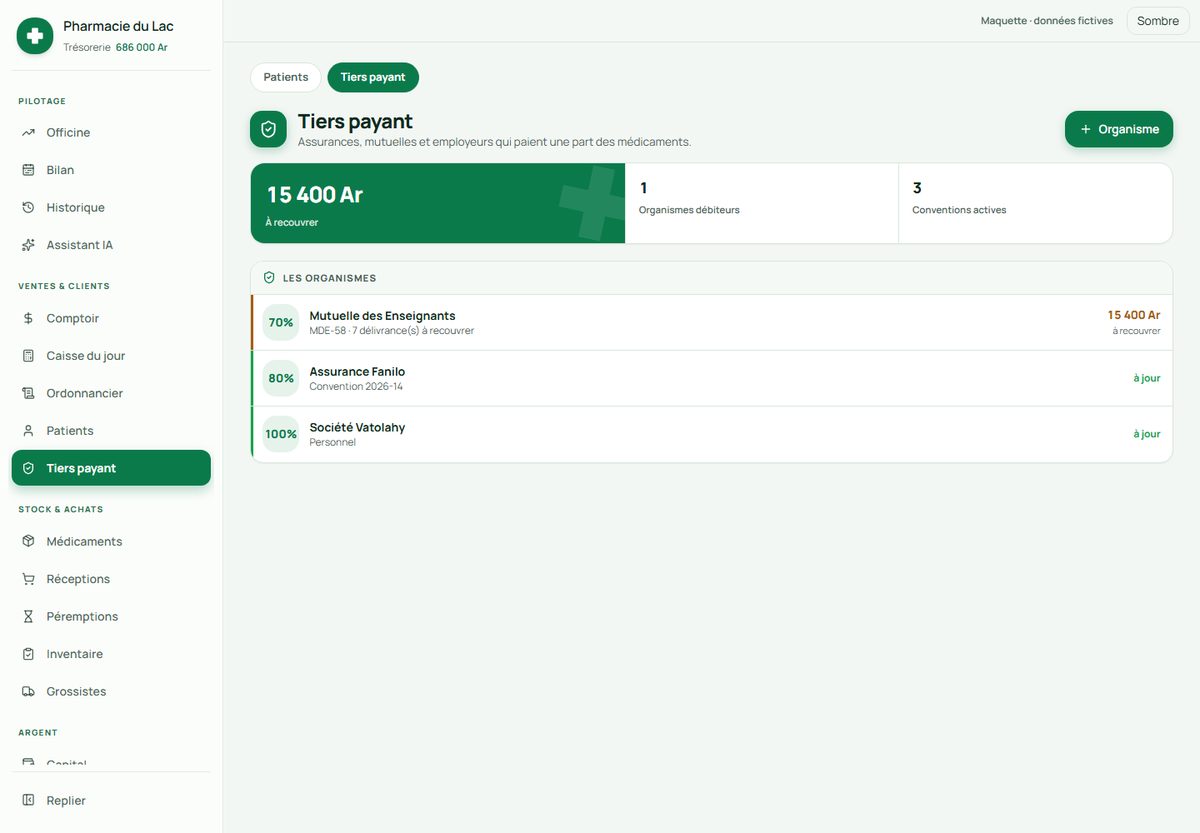 Pharmacie du Lac
Trésorerie 686 000 Ar
PILOTAGE
Officine
Bilan
Historique
Assistant IA
VENTES & CLIENTS
Comptoir
Caisse du jour
Ordonnancier
Patients
Tiers payant
STOCK & ACHATS
Médicaments
Réceptions
Péremptions
Inventaire
Grossistes
ARGENT
Capital
Replier
Maquette · données fictives
Sombre
Patients
Tiers payant
Tiers payant
Assurances, mutuelles et employeurs qui paient une part des médicaments.
+ Organisme
15 400 Ar
À recouvrer
1
Organismes débiteurs
3
Conventions actives
LES ORGANISMES
70%
Mutuelle des Enseignants
MDE-58 · 7 délivrance(s) à recouvrer
15 400 Ar
à recouvrer
80%
Assurance Fanilo
Convention 2026-14
à jour
100%
Société Vatolahy
Personnel
à jour